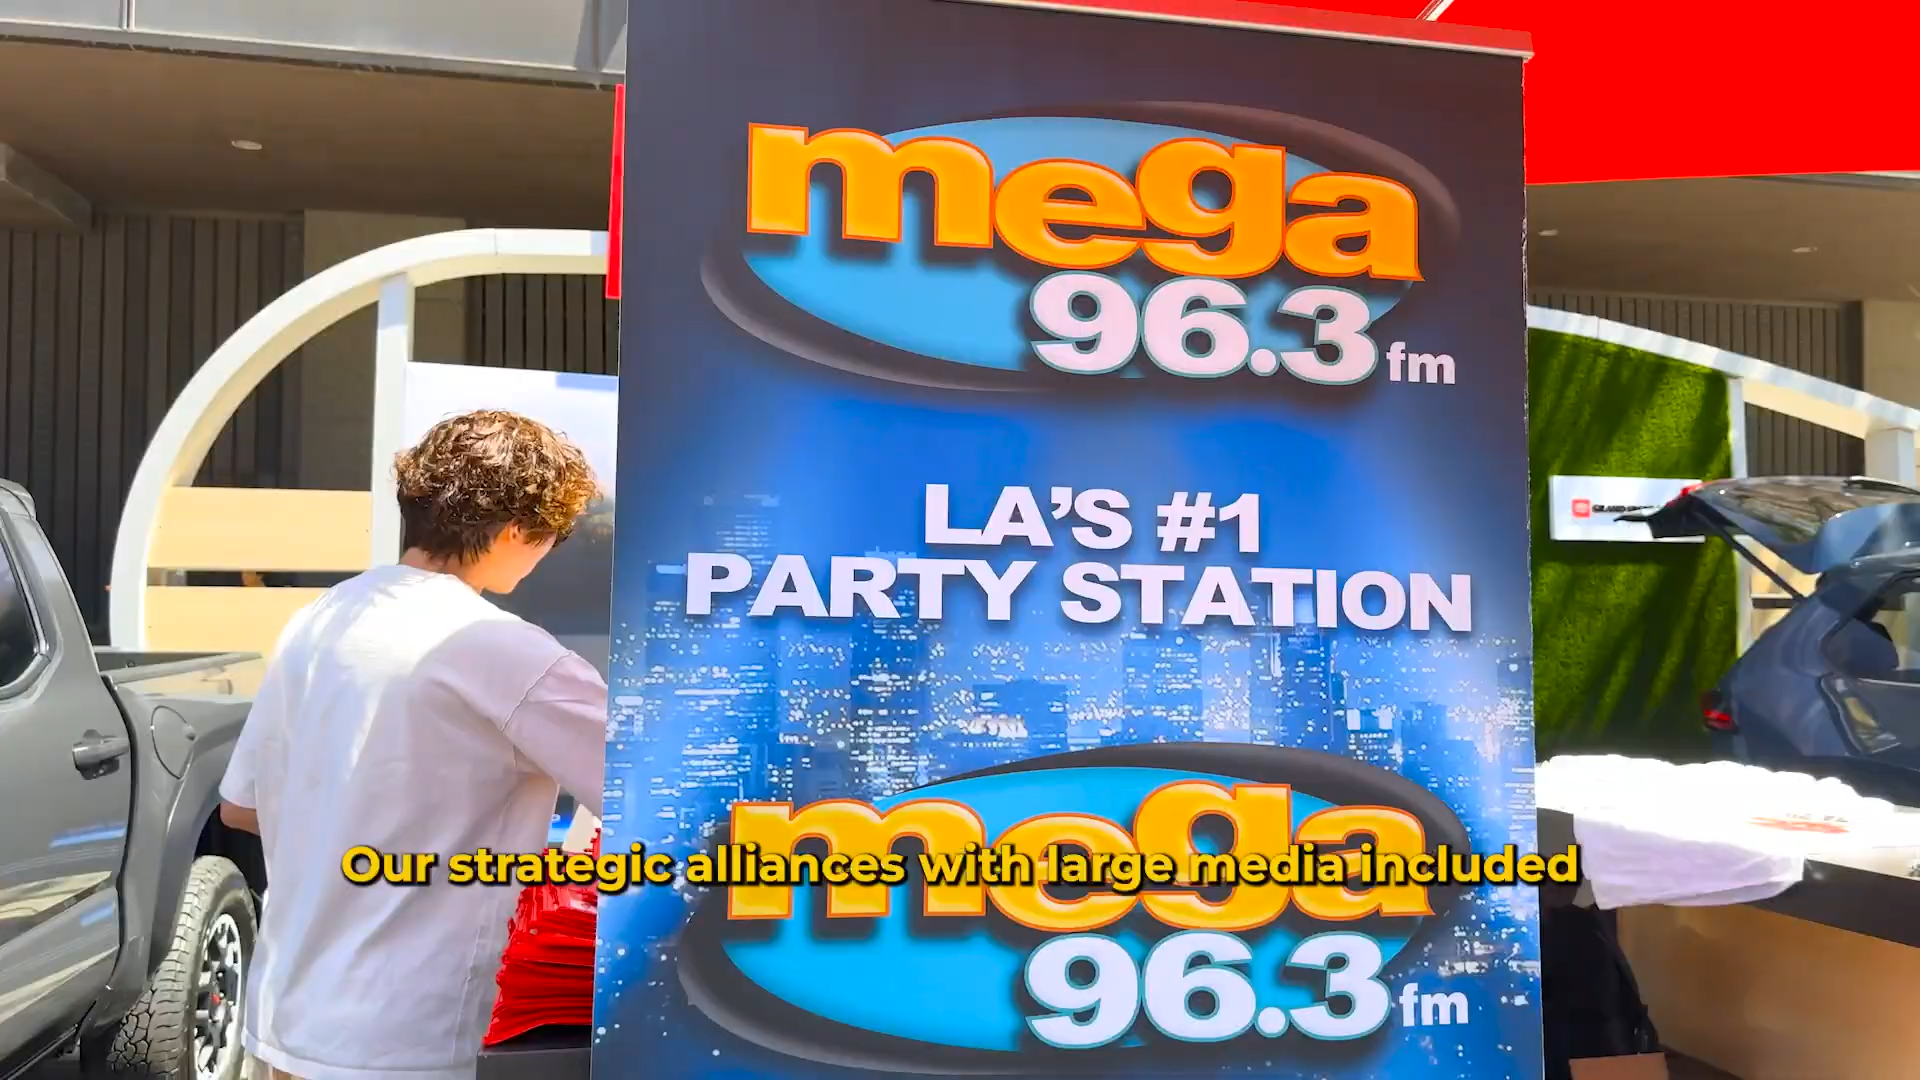 mega
96.3 fm
LA'S #1
PARTY STATION
mega
96.3 fm
Our strategic alliances with large media included